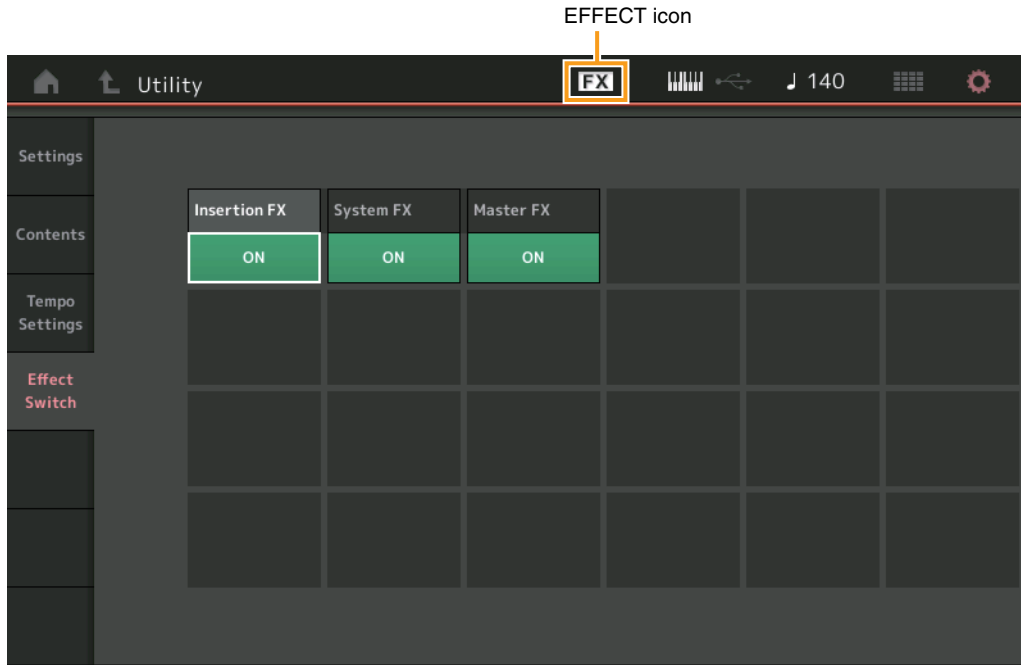 EFFECT icon
Utility
FX
140
Settings
Contents
Tempo
Settings
Effect
Switch
Insertion FX
System FX
Master FX
ON
ON
ON